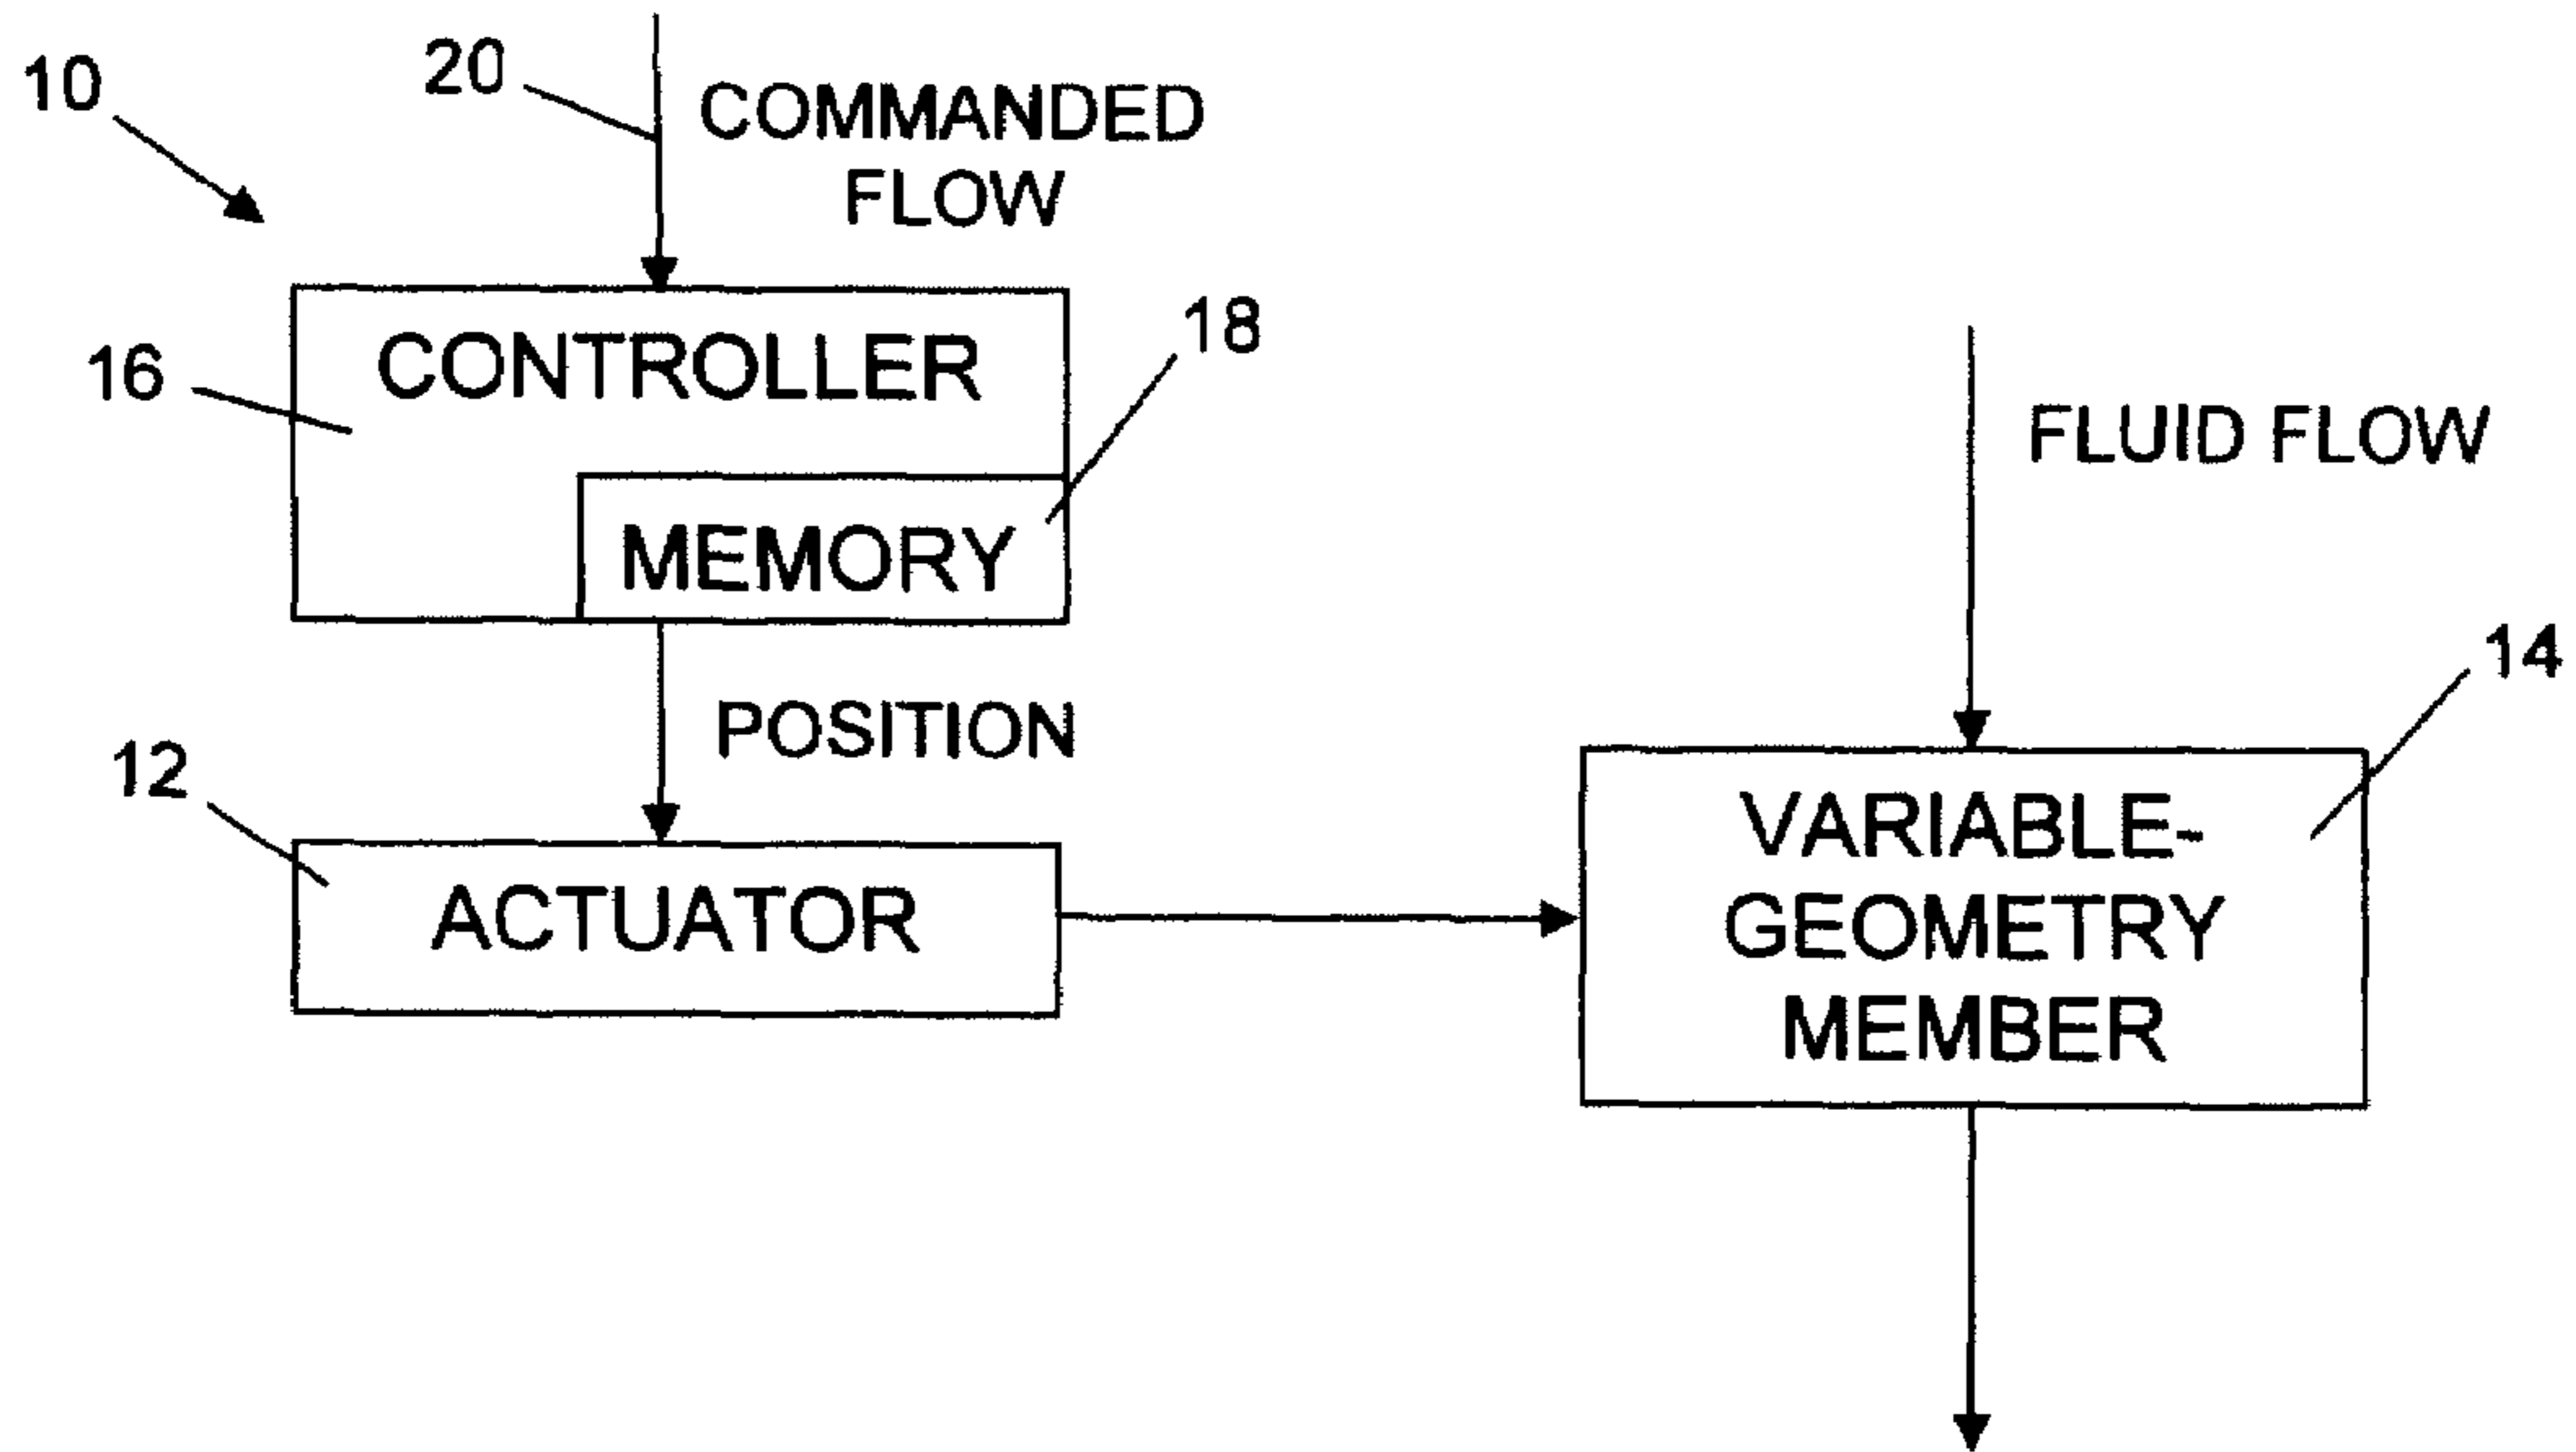 10
20
COMMANDED
FLOW
16
CONTROLLER
18
MEMORY
FLUID FLOW
POSITION
12
ACTUATOR
14
VARIABLE-
GEOMETRY
MEMBER